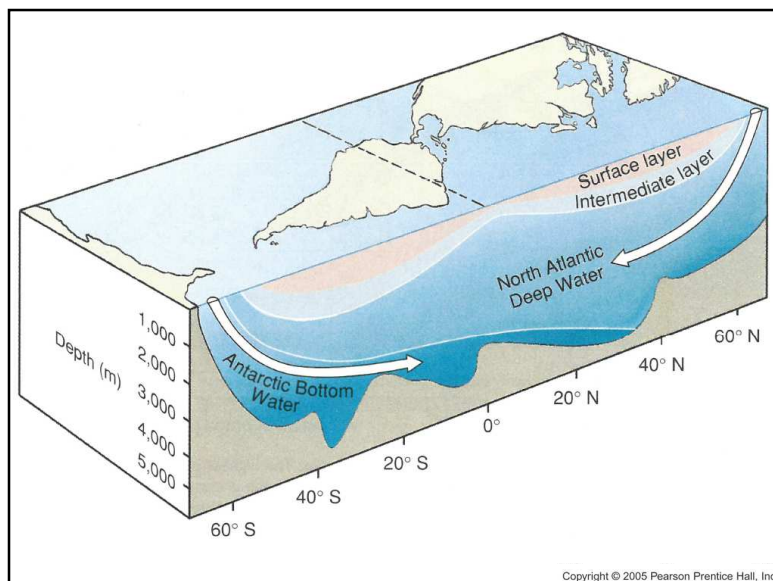 Surface layer
Intermediate layer
North Atlantic
Deep Water
Antarctic Bottom
Water
Depth (m)
1,000
2,000
3,000
4,000
5,000
60° S
40° S
20° S
0°
20° N
40° N
60° N
Copyright © 2005 Pearson Prentice Hall, Inc